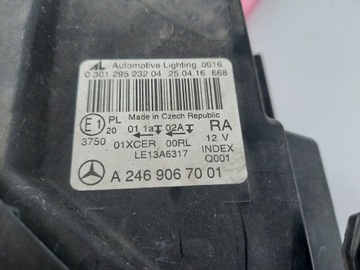 AL Automotive Lighting 0016
0 301 295 232 04 25.04.16 668
Made in Czech Republic
E1 PL 01 1a 02A RA
20
3750 01XCER 00RL 12 V
LE13A6317 INDEX
Q001
A 246 906 70 01